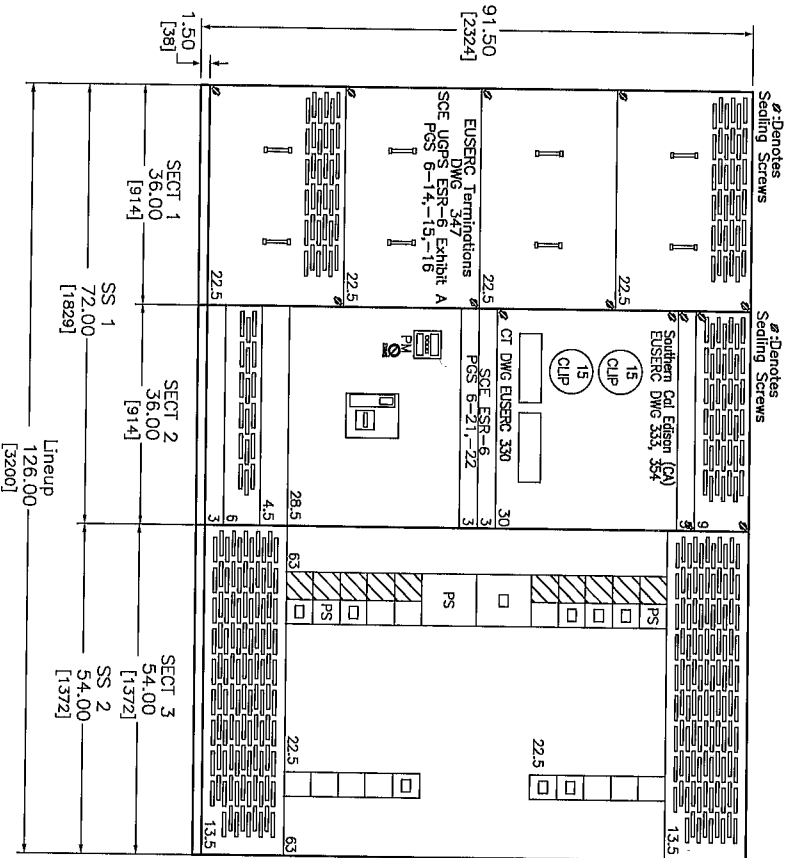 ø:Denotes
Sealing Screws
ø:Denotes
Sealing Screws
91.50
[2324]
1.50
[38]
22.5
22.5
EUSERC Terminations
DWG 347
SCE UGPS ESR-6 Exhibit A
PGS 6-14,-15,-16
22.5
22.5
9
3
Southern Cal Edison (CA)
EUSERC DWG 333, 354
15
CLIP
15
CLIP
CT DWG EUSERC 330
30
SCE ESR-6
3
PGS 6-21,-22
3
PM
28.5
4.5
6
3
13.5
PS
22.5
PS
PS
22.5
63
63
13.5
SECT 1
36.00
[914]
SECT 2
36.00
[914]
SECT 3
54.00
[1372]
SS 1
72.00
[1829]
SS 2
54.00
[1372]
Lineup
126.00
[3200]